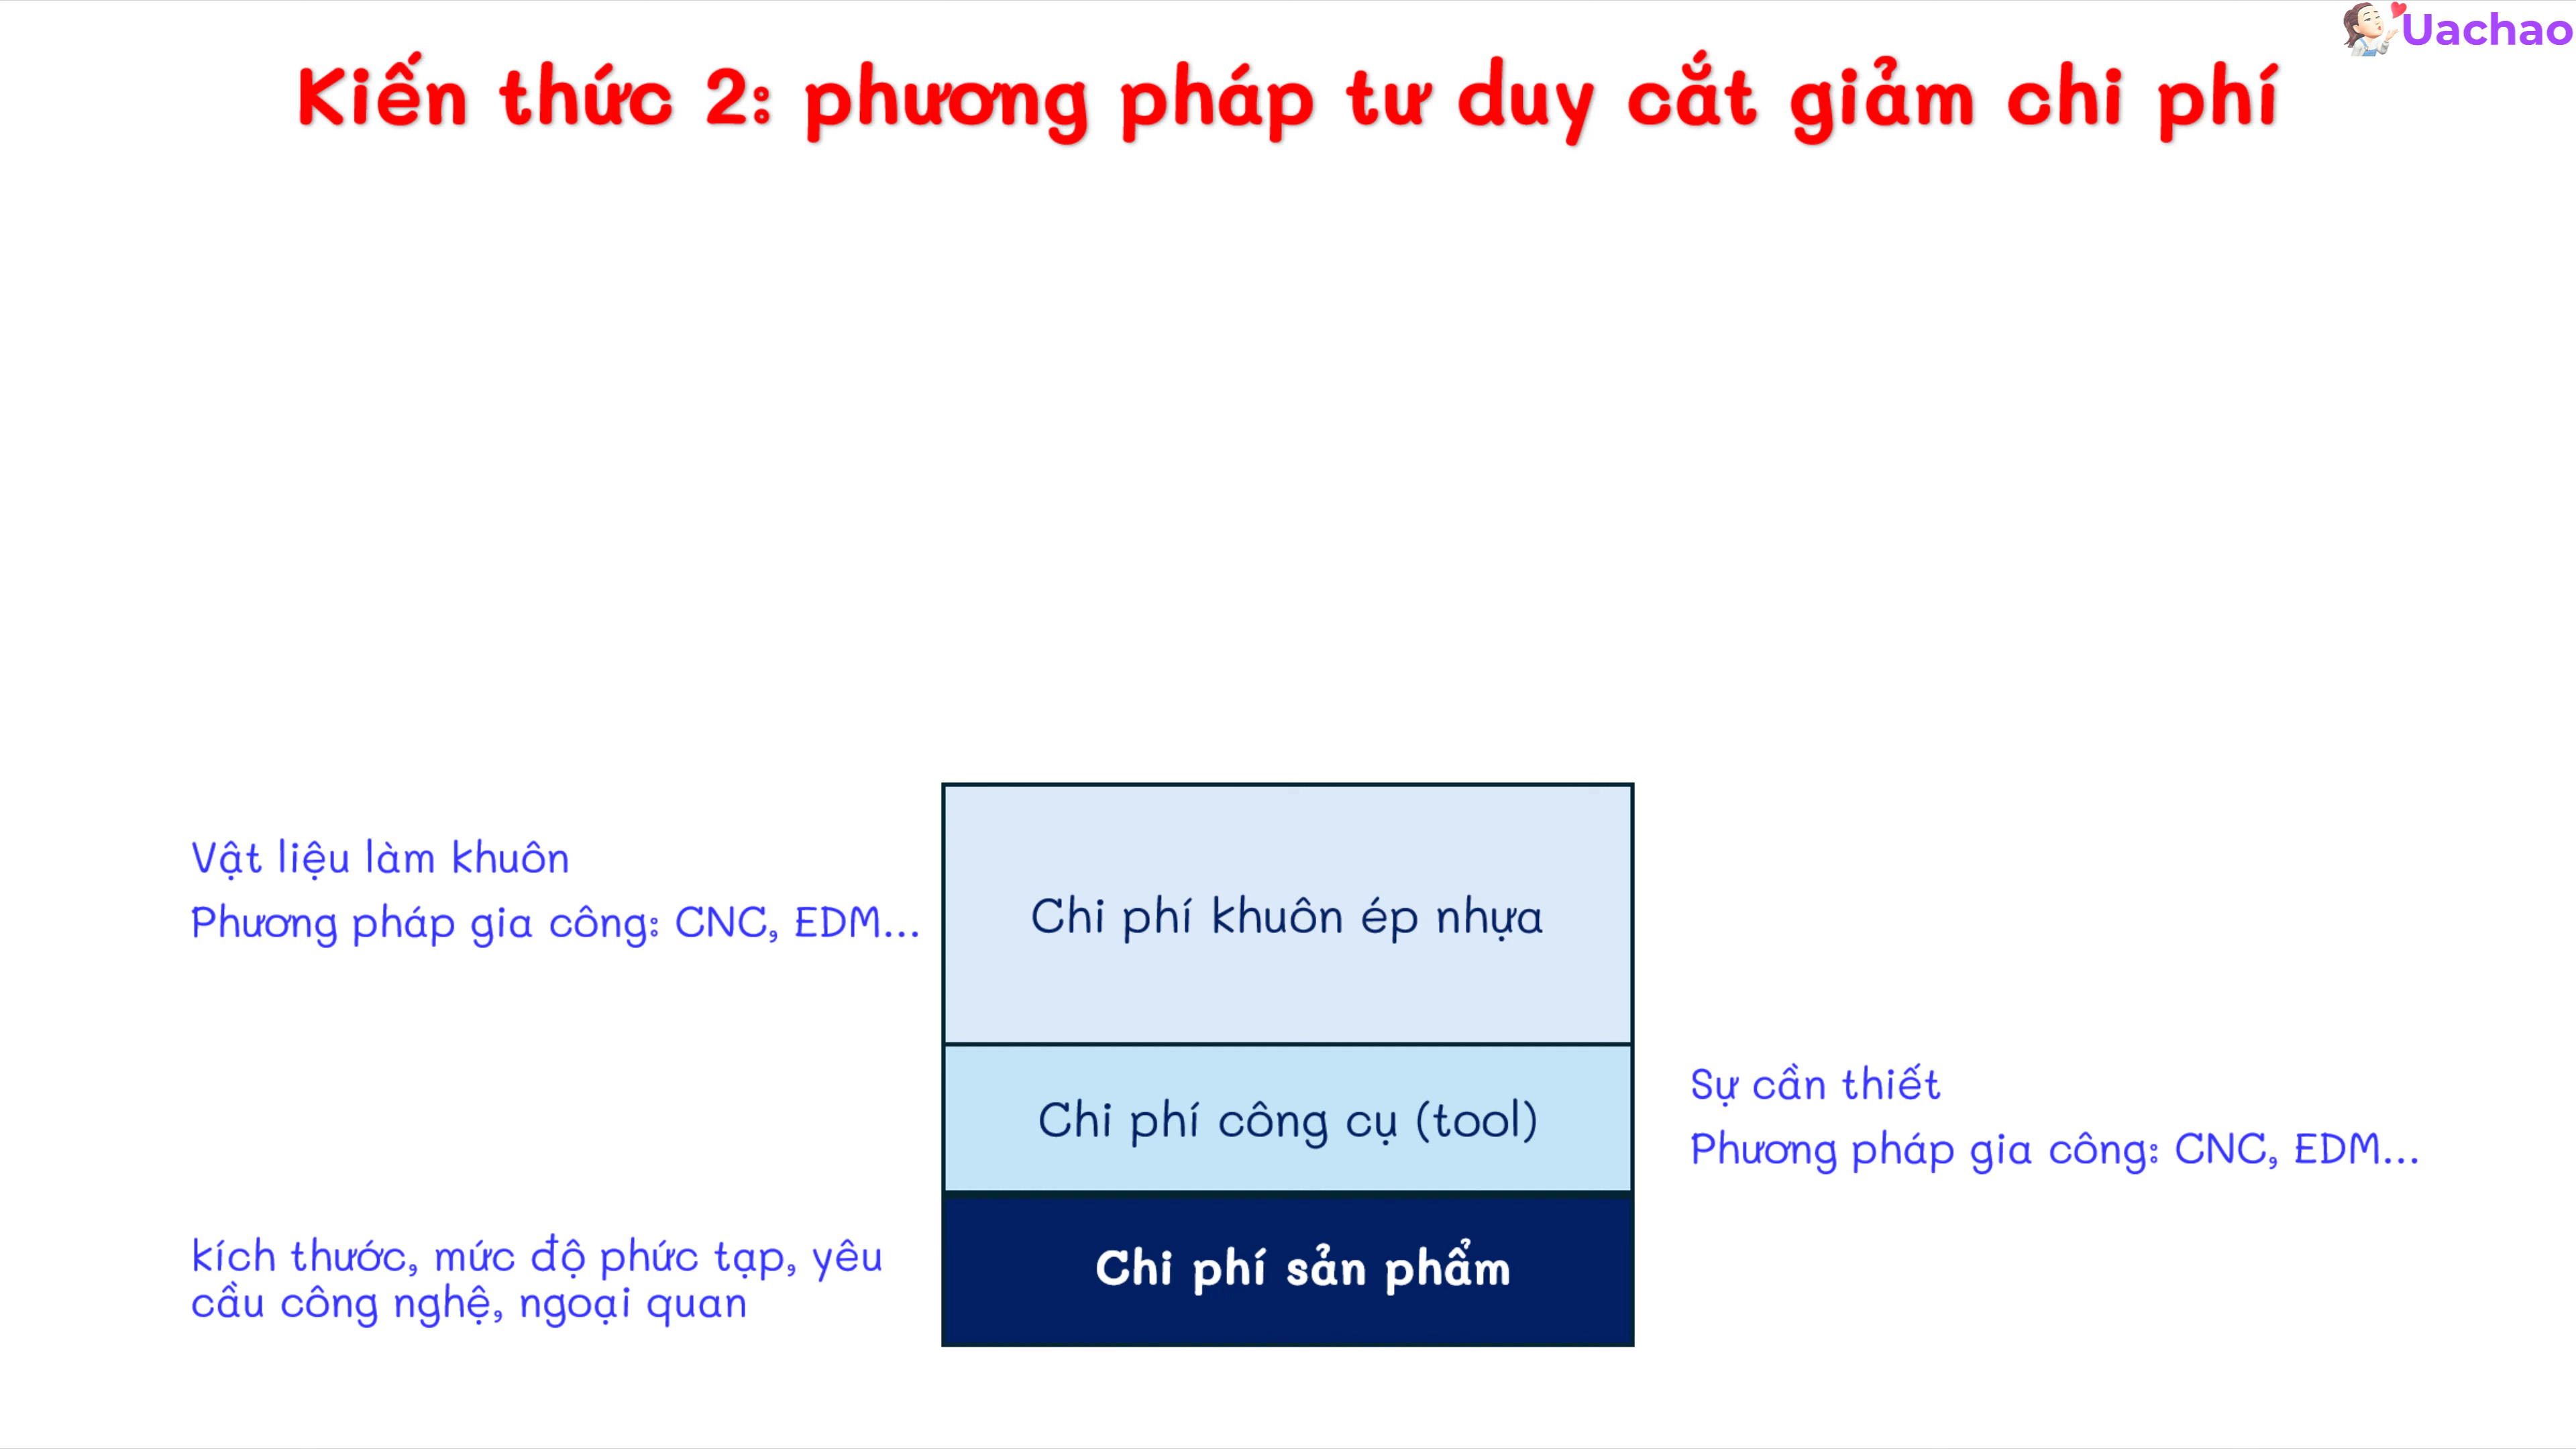 Uachao
Kiến thức 2: phương pháp tư duy cắt giảm chi phí
Vật liệu làm khuôn
Phương pháp gia công: CNC, EDM...
Chi phí khuôn ép nhựa
Chi phí công cụ (tool)
Sự cần thiết
Phương pháp gia công: CNC, EDM...
kích thước, mức độ phức tạp, yêu
cầu công nghệ, ngoại quan
Chi phí sản phẩm